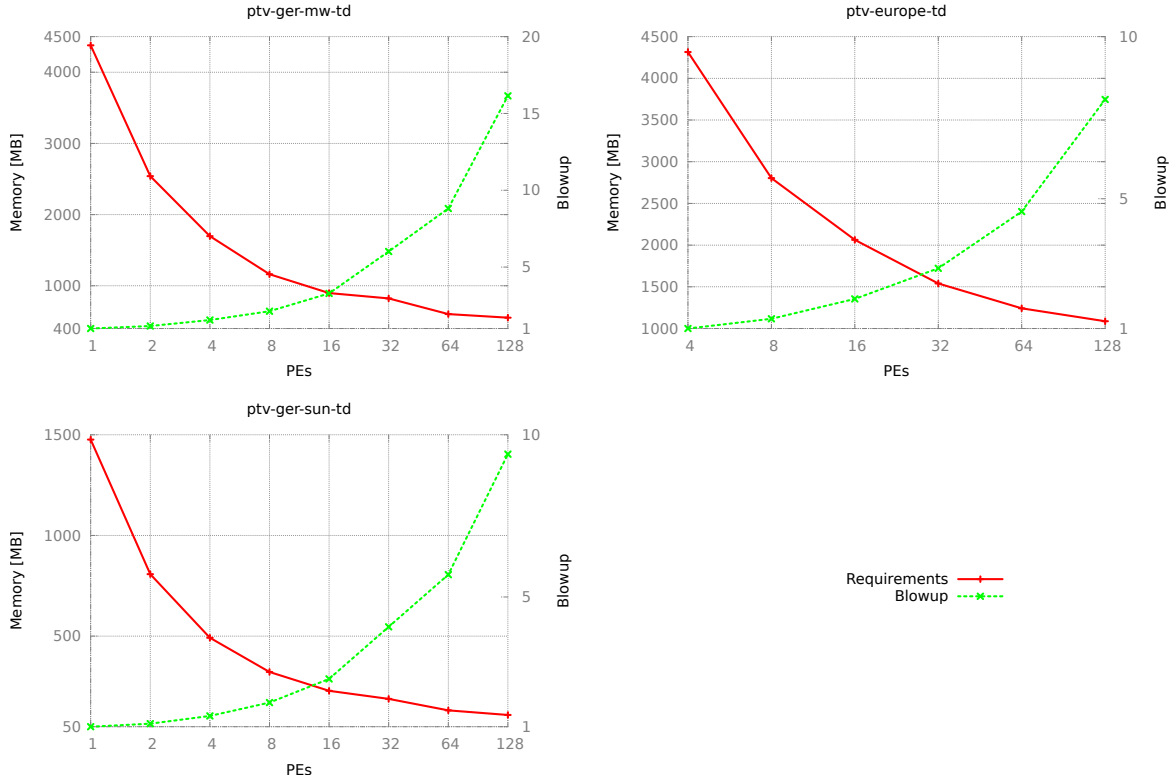 ptv-ger-mw-td
4500
4000
3000
2000
1000
400
Memory [MB]
20
15
10
5
1
Blowup
1 2 4 8 16 32 64 128
PEs
ptv-europe-td
4500
4000
3500
3000
2500
2000
1500
1000
Memory [MB]
10
5
1
Blowup
4 8 16 32 64 128
PEs
ptv-ger-sun-td
1500
1000
500
50
Memory [MB]
10
5
1
Blowup
1 2 4 8 16 32 64 128
PEs
Requirements
Blowup